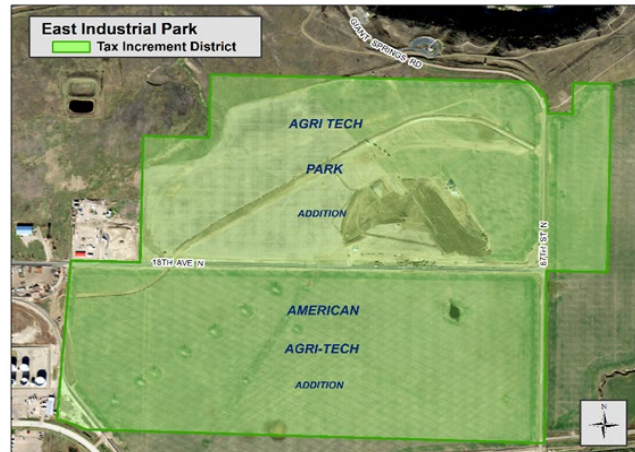 East Industrial Park
Tax Increment District
GIANT SPRINGS RD
AGRI TECH
PARK
ADDITION
67TH ST N
18TH AVE N
AMERICAN
AGRI-TECH
ADDITION
N